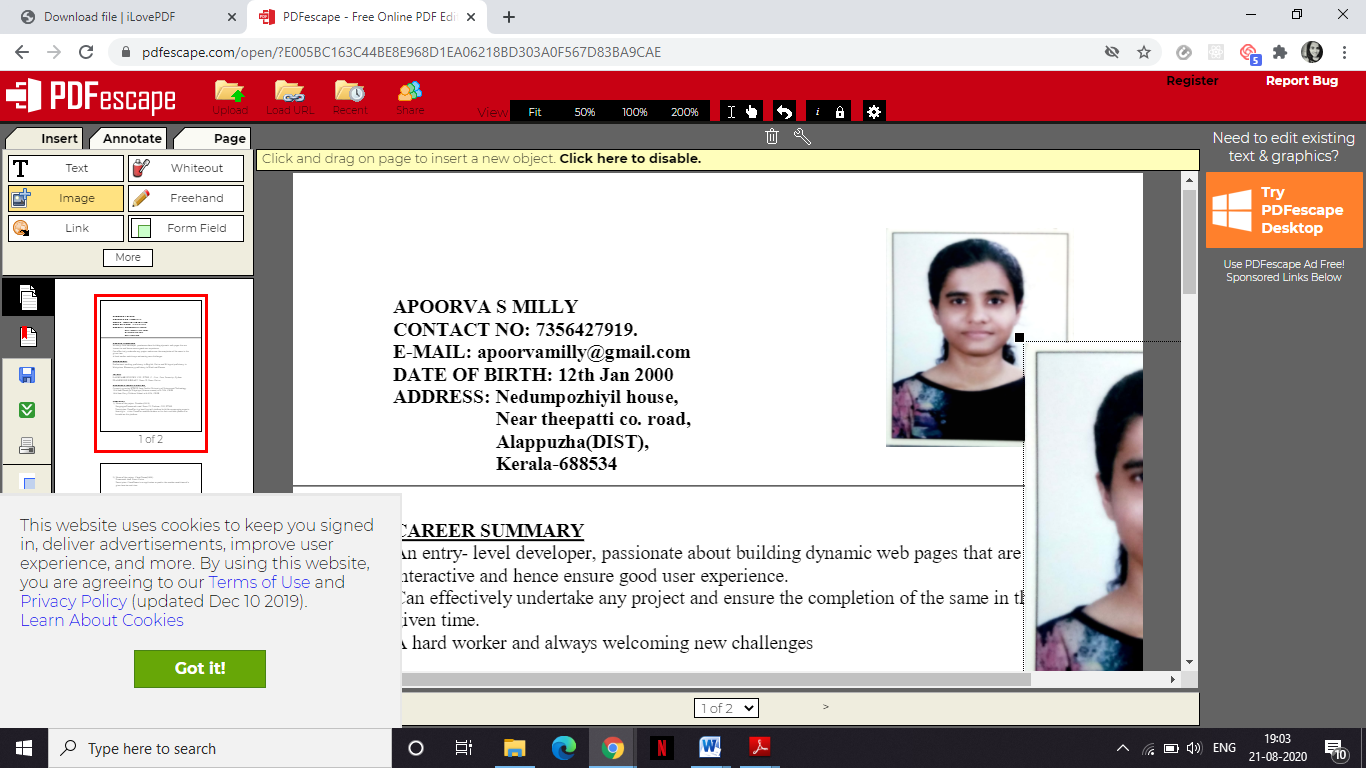 Download file | iLovePDF
PDFescape - Free Online PDF Edi
pdfescape.com/open/?E005BC163C44BE8E968D1EA06218BD303A0F567D83BA9CAE
5
PDFescape
Upload
Load URL
Recent
Share
View
Fit
50%
100%
200%
Register
Report Bug
Insert
Annotate
Page
Text
Whiteout
Image
Freehand
Link
Form Field
More
Click and drag on page to insert a new object. Click here to disable.
Need to edit existing
text & graphics?
Try
PDFescape
Desktop
Use PDFescape Ad Free!
Sponsored Links Below
1 of 2
APOORVA S MILLY
CONTACT NO: 7356427919.
E-MAIL: apoorvamilly@gmail.com
DATE OF BIRTH: 12th Jan 2000
ADDRESS: Nedumpozhiyil house,
Near theepatti co. road,
Alappuzha(DIST),
Kerala-688534
CAREER SUMMARY
An entry- level developer, passionate about building dynamic web pages that are
interactive and hence ensure good user experience.
Can effectively undertake any project and ensure the completion of the same in th
given time.
A hard worker and always welcoming new challenges
This website uses cookies to keep you signed
in, deliver advertisements, improve user
experience, and more. By using this website,
you are agreeing to our Terms of Use and
Privacy Policy (updated Dec 10 2019).
Learn About Cookies
Got it!
1 of 2
>
Type here to search
ENG
19:03
21-08-2020
10